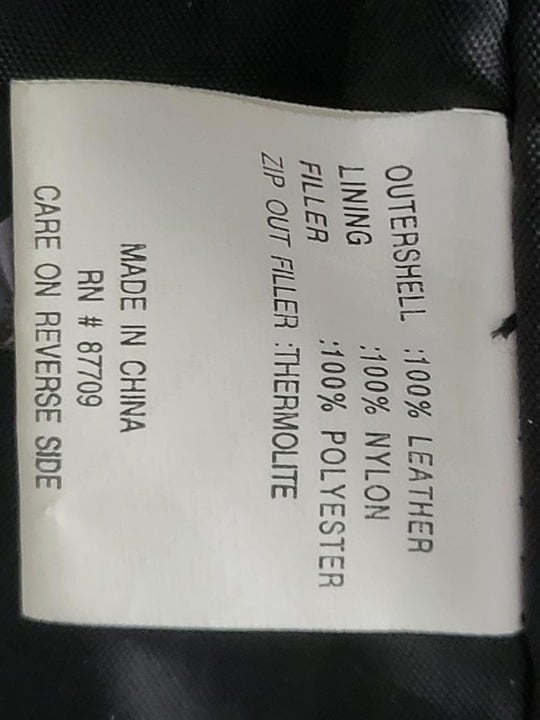 OUTERSHELL :100% LEATHER
LINING :100% NYLON
FILLER :100% POLYESTER
ZIP OUT FILLER :THERMOLITE
MADE IN CHINA
RN # 87709
CARE ON REVERSE SIDE